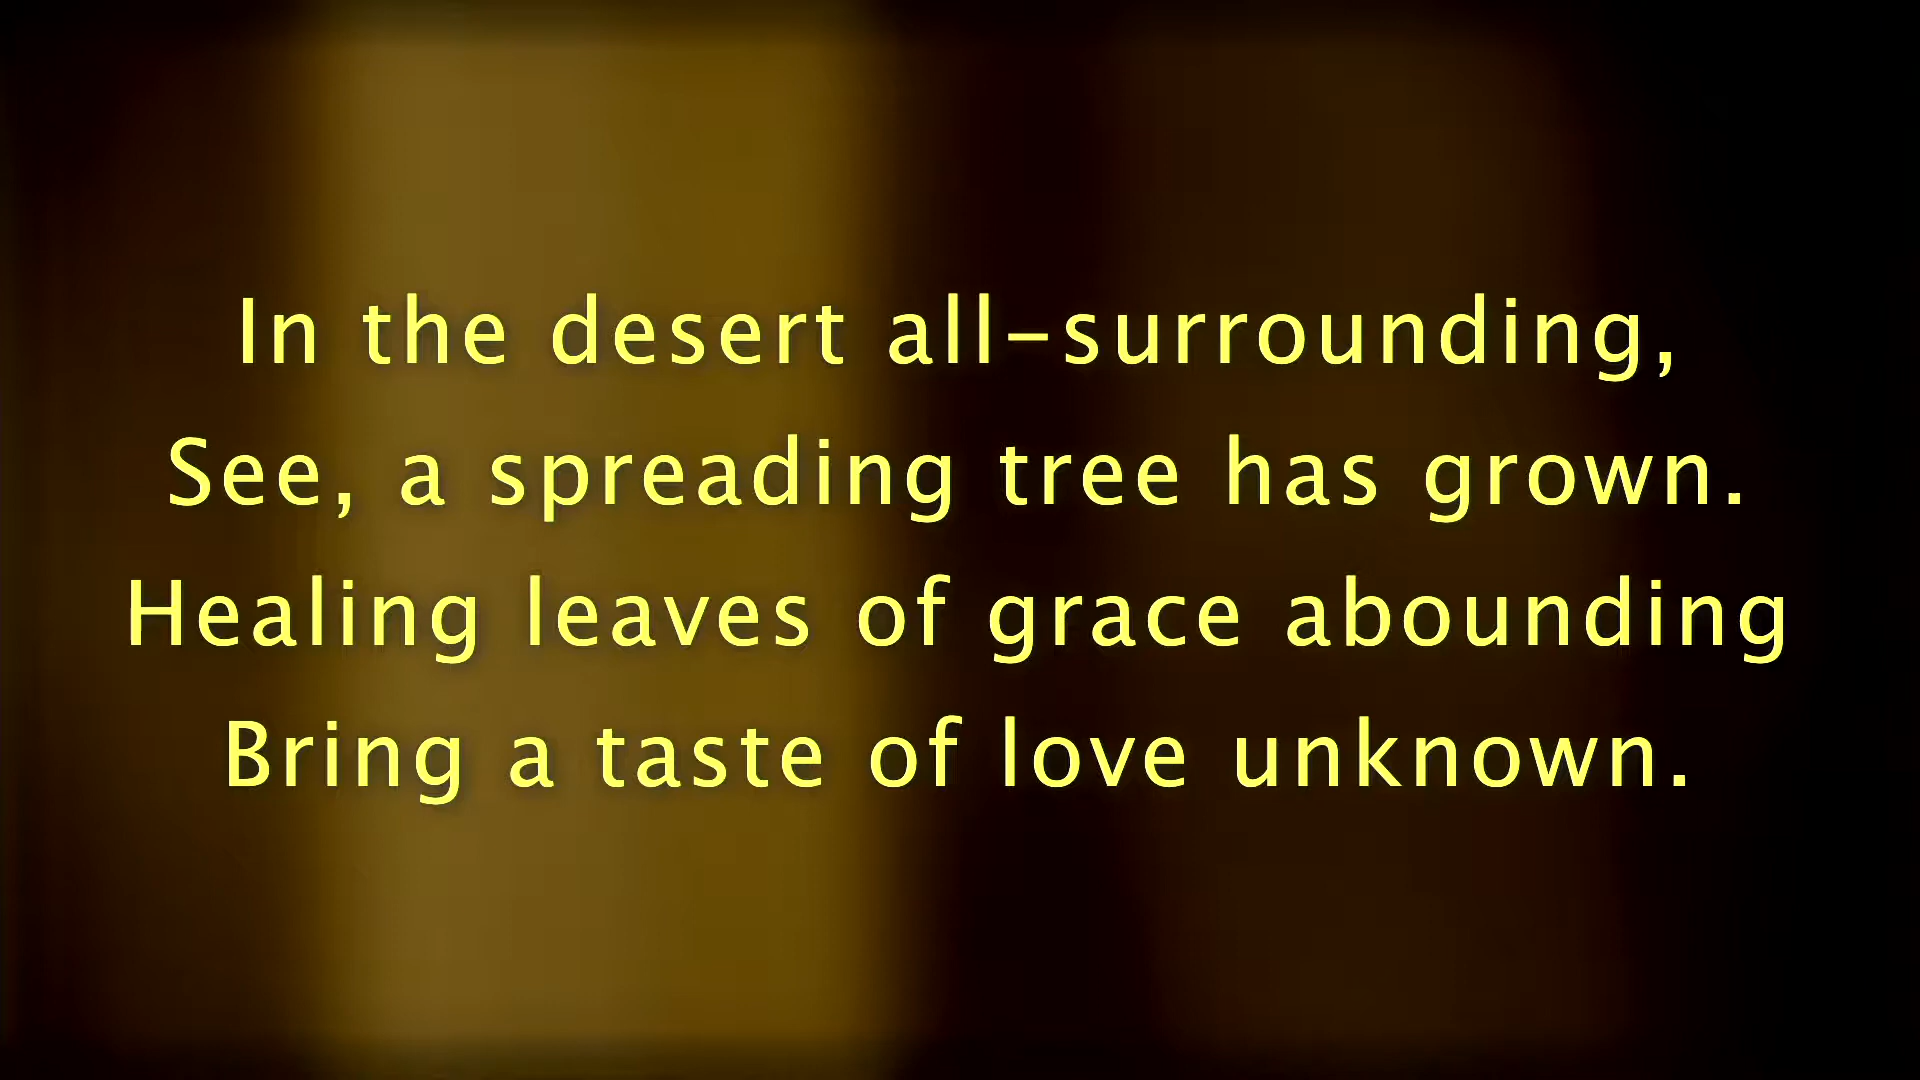 In the desert all-surrounding,
See, a spreading tree has grown.
Healing leaves of grace abounding
Bring a taste of love unknown.